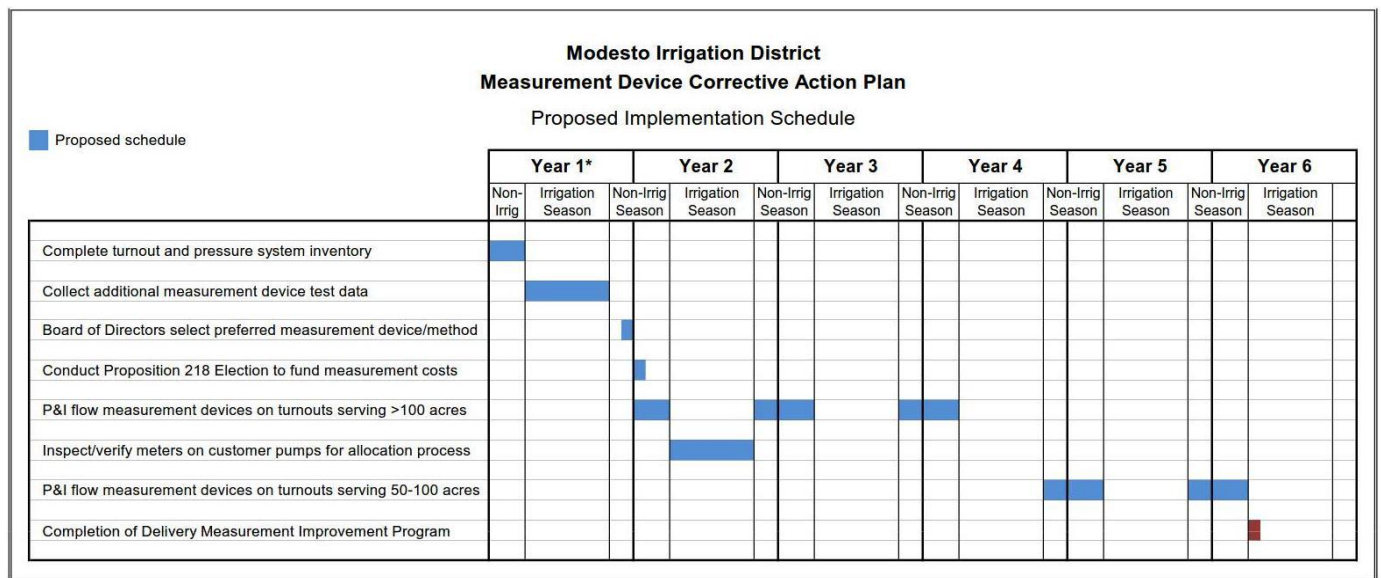 Modesto Irrigation District
Measurement Device Corrective Action Plan
Proposed Implementation Schedule
Proposed schedule
Year 1* Year 2 Year 3 Year 4 Year 5 Year 6
Non- Irrigation Non-Irrig Irrigation Non-Irrig Irrigation Non-Irrig Irrigation Non-Irrig Irrigation Non-Irrig Irrigation
Irrig Season Season Season Season Season Season Season Season Season Season Season
Complete turnout and pressure system inventory
Collect additional measurement device test data
Board of Directors select preferred measurement device/method
Conduct Proposition 218 Election to fund measurement costs
P&I flow measurement devices on turnouts serving >100 acres
Inspect/verify meters on customer pumps for allocation process
P&I flow measurement devices on turnouts serving 50-100 acres
Completion of Delivery Measurement Improvement Program